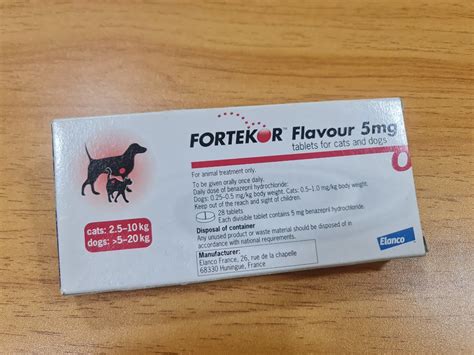 FORTEKOR™ Flavour 5mg
tablets for cats and dogs
For animal treatment only.
To be given orally once daily.
Daily dose of benazepril hydrochloride:
Dogs: 0.25–0.5 mg/kg body weight. Cats: 0.5–1.0 mg/kg body weight.
Keep out of the reach and sight of children.
28 tablets
Each divisible tablet contains 5 mg benazepril hydrochloride.
Disposal of container
Any unused product or waste material should be disposed of in
accordance with national requirements.
Manufacturer:
Elanco France, 26, rue de la chapelle
68330 Huningue, France
cats: 2.5–10 kg
dogs: >5–20 kg
Elanco